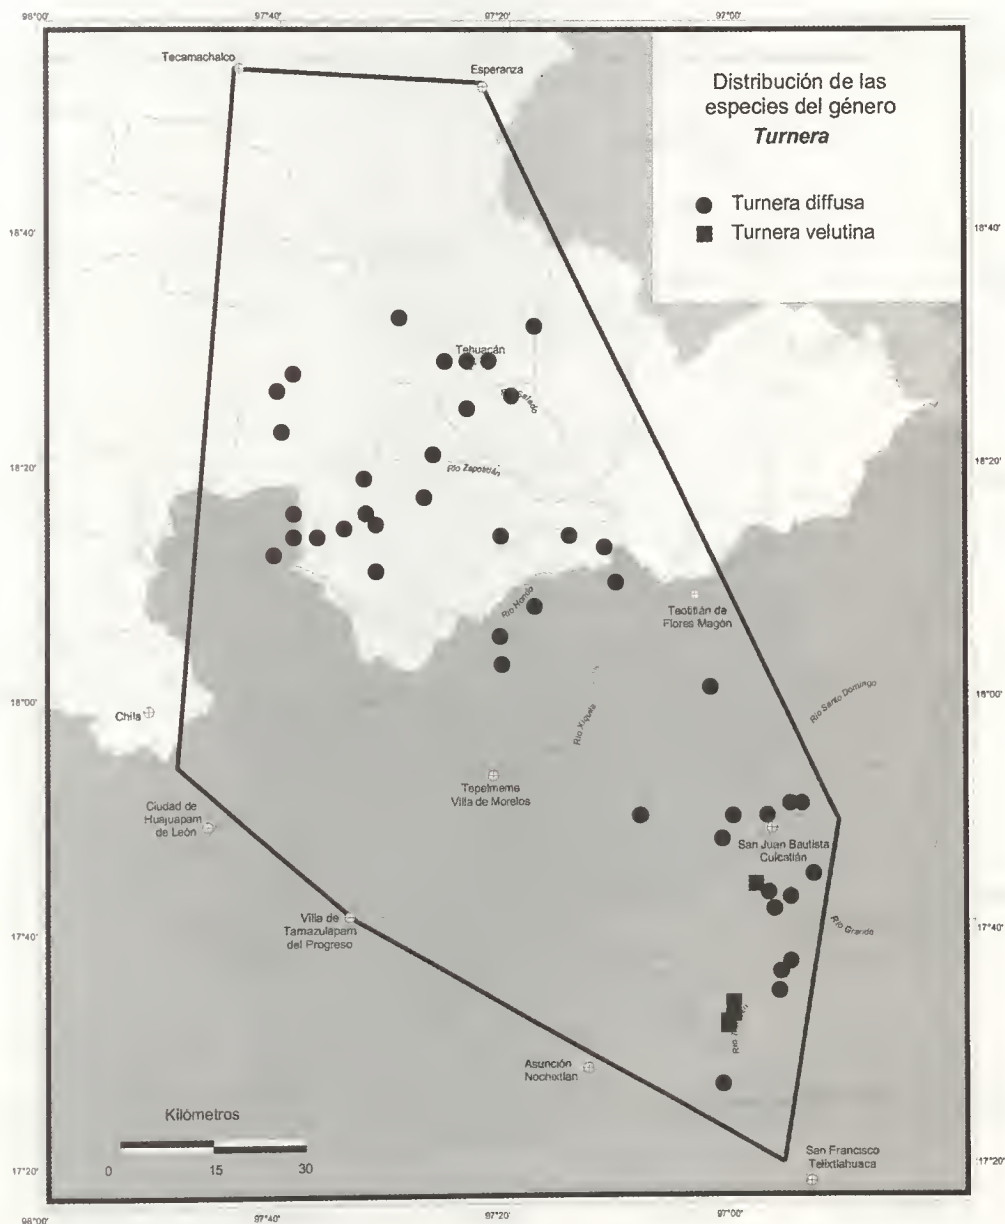 98°00'
97°40'
97°20'
97°00'
Tecamachalco
Esperanza
Distribución de las
especies del género
Turnera
Turnera diffusa
Turnera velutina
18°40'
18°40'
Tehuacán
Salado
18°20'
Río Zapotitlán
18°20'
Río Hondo
Teotitlán de
Flores Magón
18°00'
Chila
Río Xiquila
Río Santo Domingo
18°00'
Tepelmeme
Villa de Morelos
Ciudad de
Huajuapam
de León
San Juan Bautista
Cuicatlán
17°40'
Villa de
Tamazulapam
del Progreso
Río Grande
17°40'
Río
Asunción
Nochixtlan
Kilómetros
0
15
30
San Francisco
Telixtlahuaca
17°20'
17°20'
98°00'
97°40'
97°20'
97°00'